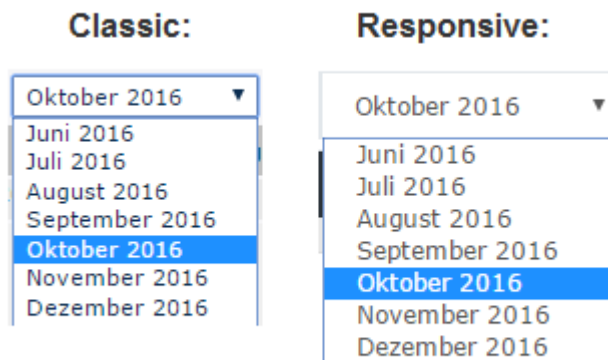 Classic:
Oktober 2016
Juni 2016
Juli 2016
August 2016
September 2016
Oktober 2016
November 2016
Dezember 2016
Responsive:
Oktober 2016
Juni 2016
Juli 2016
August 2016
September 2016
Oktober 2016
November 2016
Dezember 2016